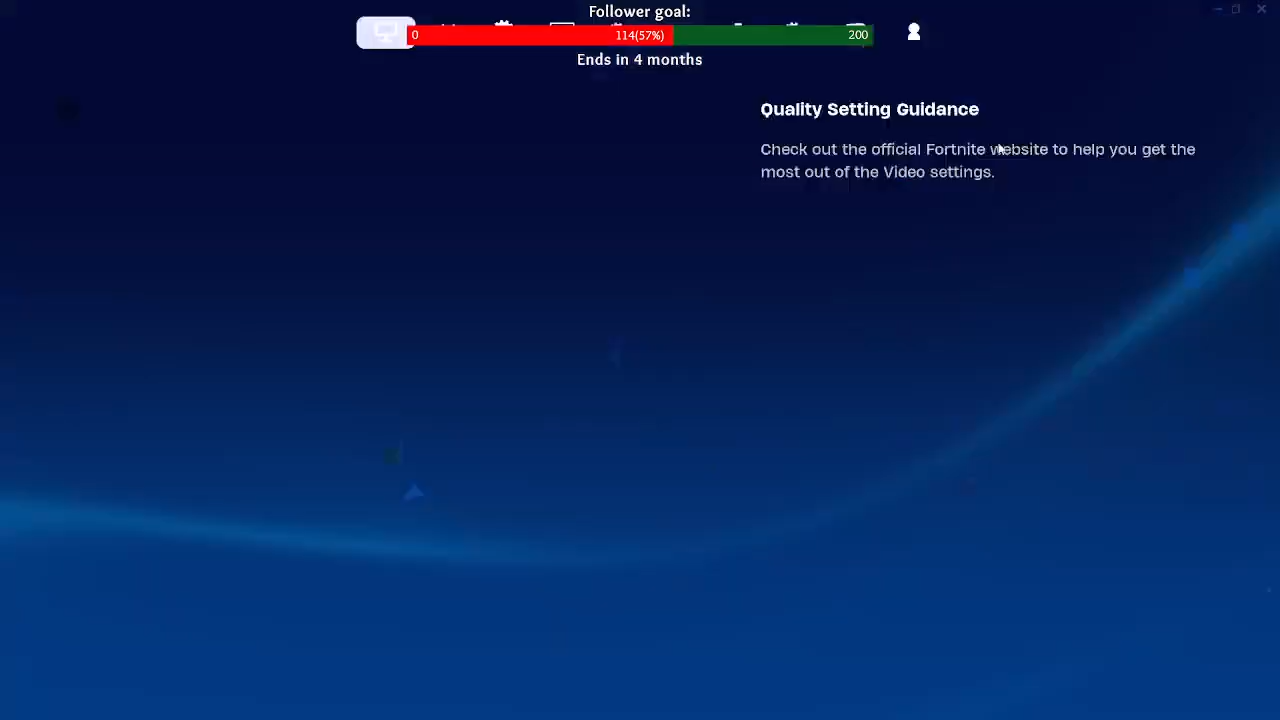 Follower goal:
0 114(57%) 200
Ends in 4 months
Quality Setting Guidance
Check out the official Fortnite website to help you get the
most out of the Video settings.